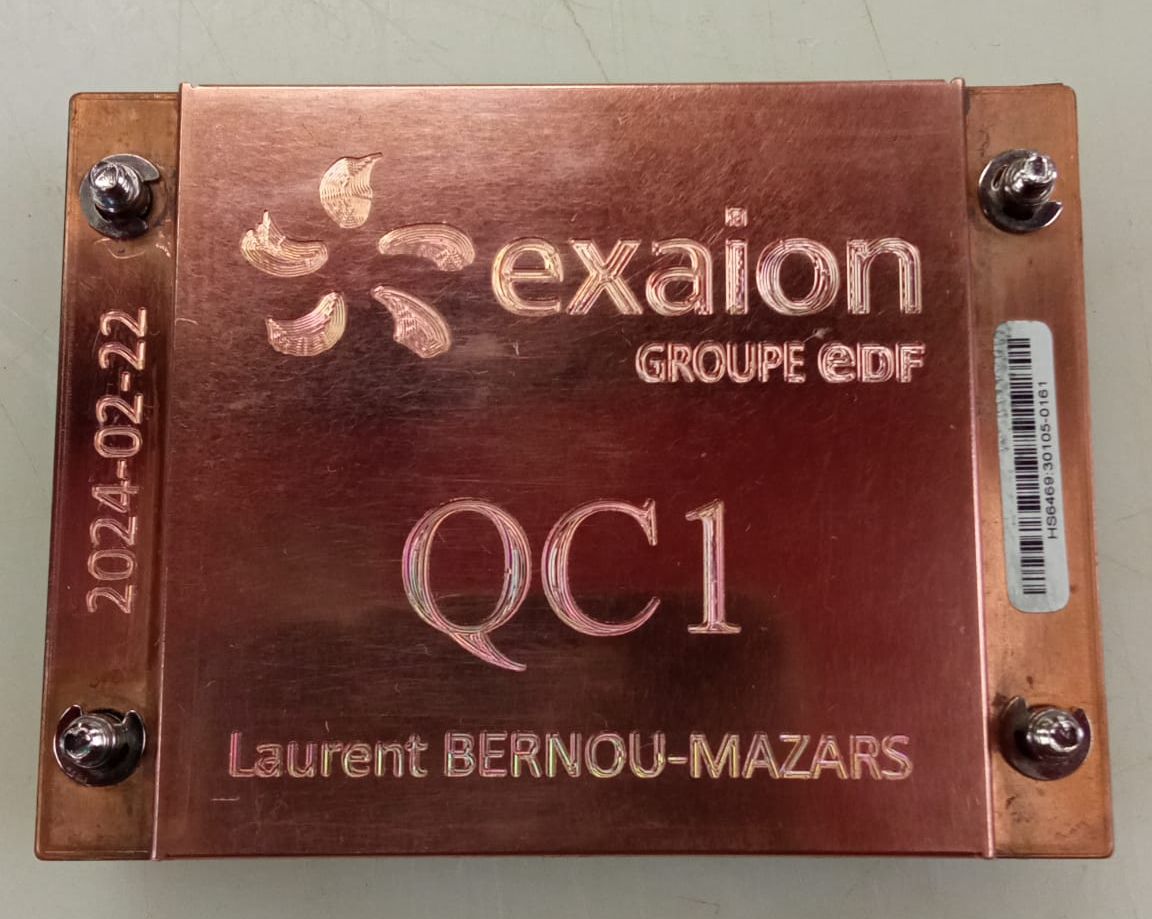 exaion
GROUPE eDF
QC1
Laurent BERNOU-MAZARS
2024-02-22
HS6469:30105-0161